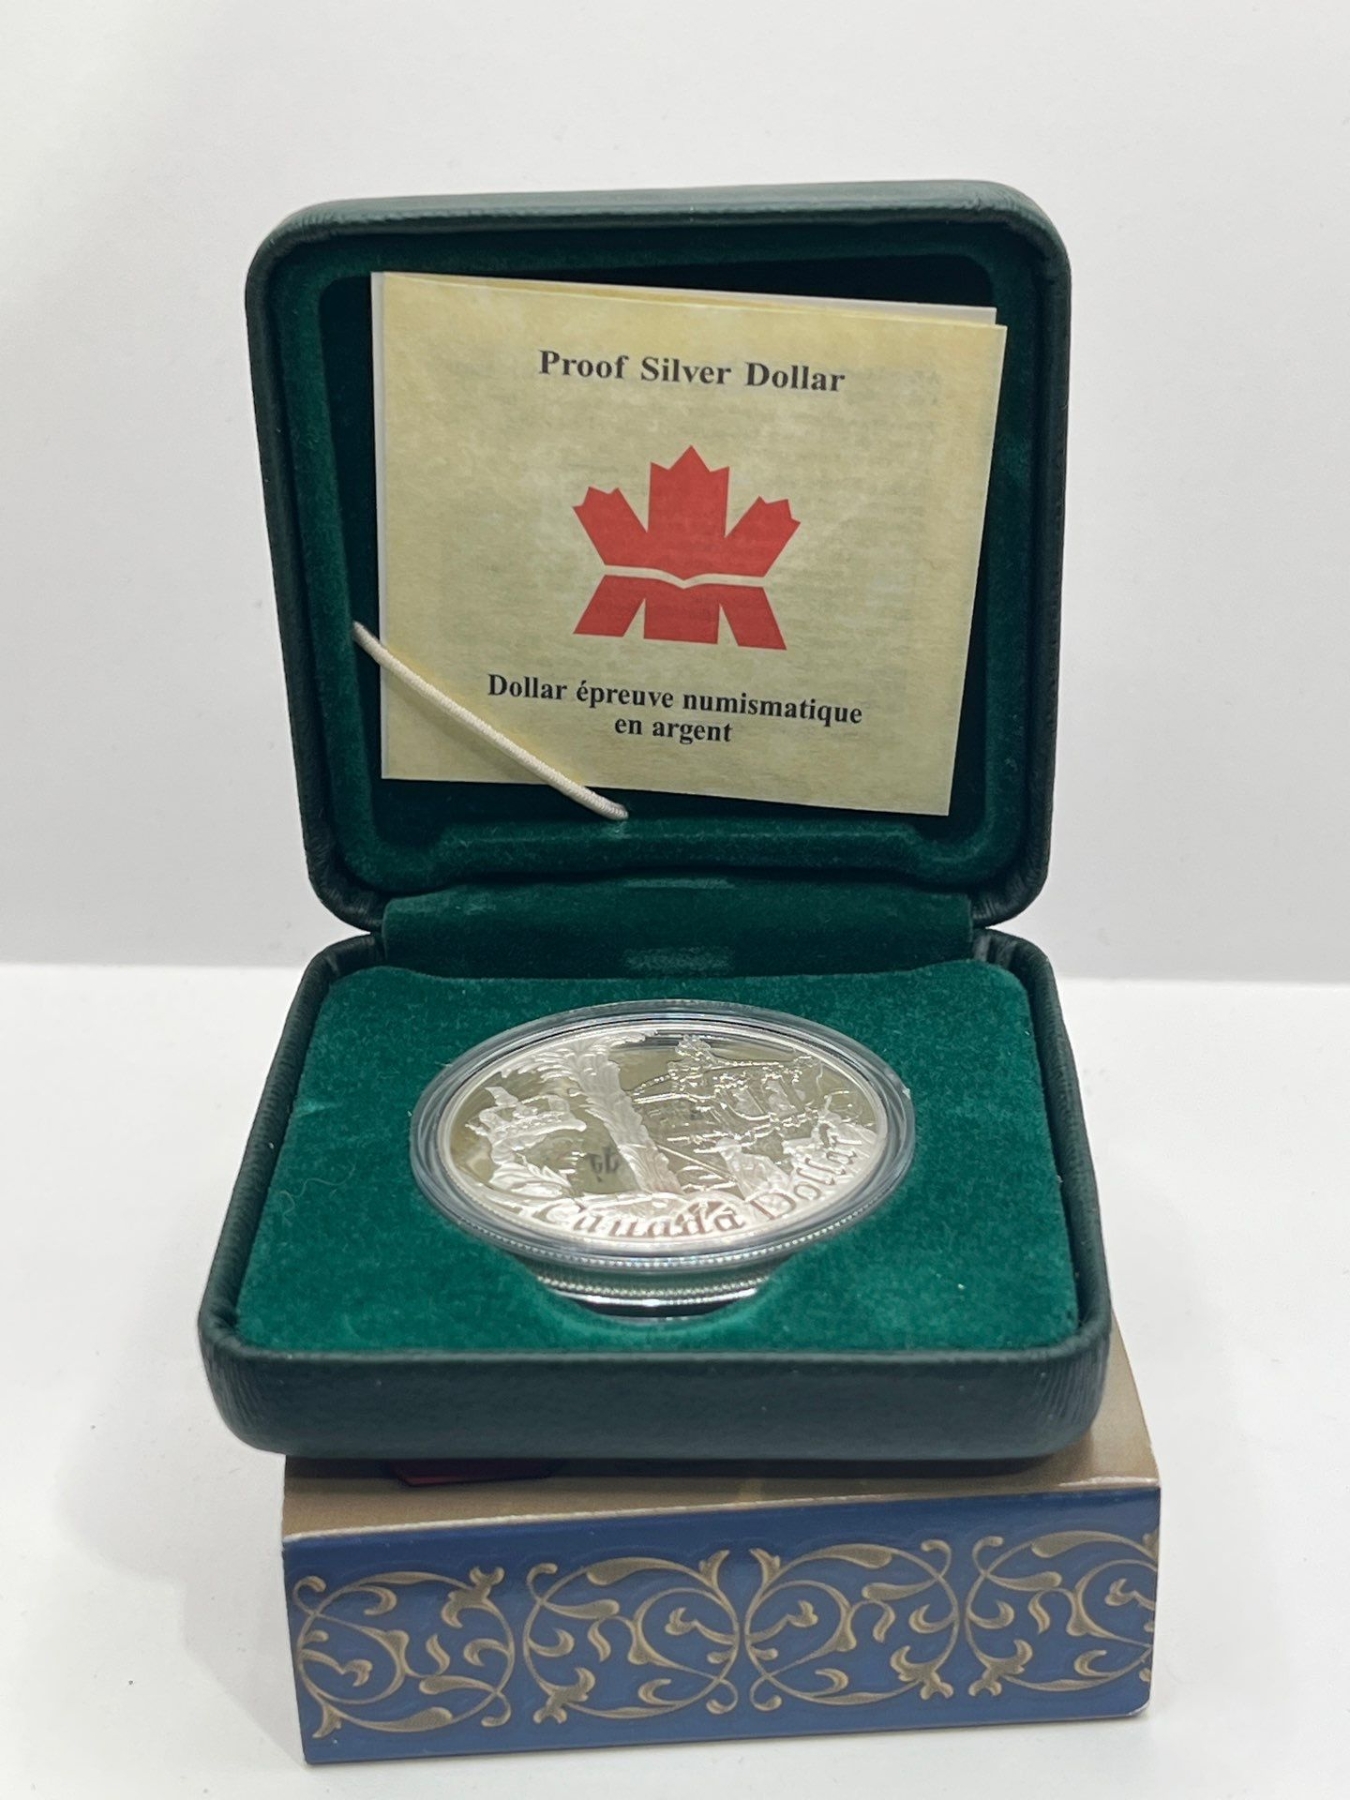 Proof Silver Dollar
Dollar épreuve numismatique
en argent
Canada Dollar